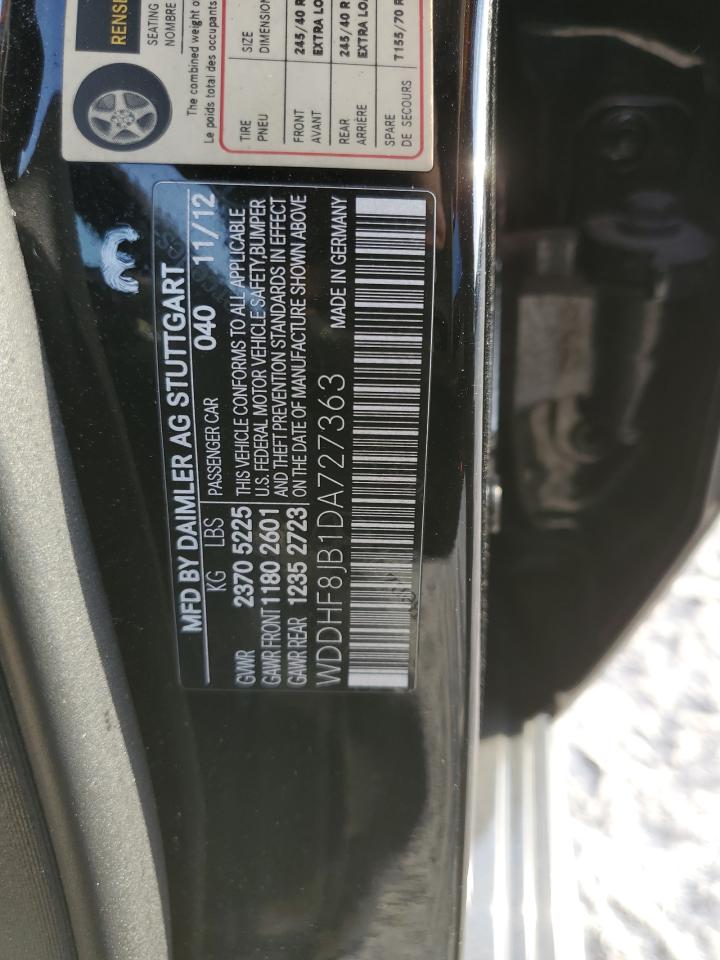 RENSE
SEATING
NOMBRE
The combined weight o
Le poids total des occupants
TIRE SIZE
PNEU DIMENSION
FRONT 245/40 R
AVANT EXTRA LO
REAR 245/40 R
ARRIÈRE EXTRA LOA
SPARE T155/70 R
DE SECOURS
MFD BY DAIMLER AG STUTTGART
KG LBS PASSENGER CAR 040 11/12
GVWR 2370 5225 THIS VEHICLE CONFORMS TO ALL APPLICABLE
U.S. FEDERAL MOTOR VEHICLE SAFETY, BUMPER
GAWR FRONT 1180 2601 AND THEFT PREVENTION STANDARDS IN EFFECT
GAWR REAR 1235 2723 ON THE DATE OF MANUFACTURE SHOWN ABOVE
WDDHF8JB1DA727363 MADE IN GERMANY